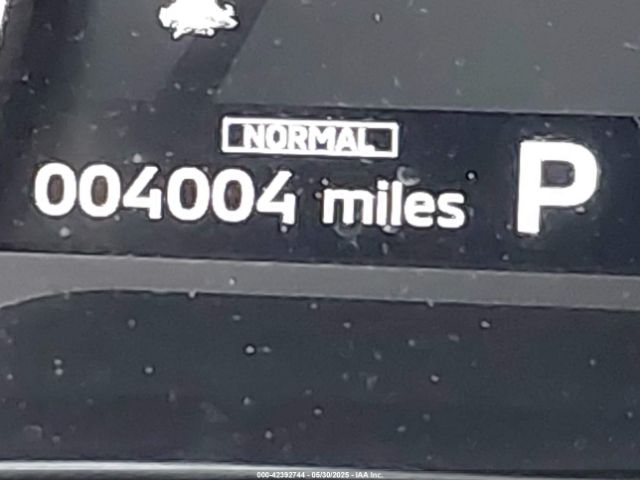 NORMAL
004004 miles P
000-42392744 - 05/30/2025 - IAA Inc.